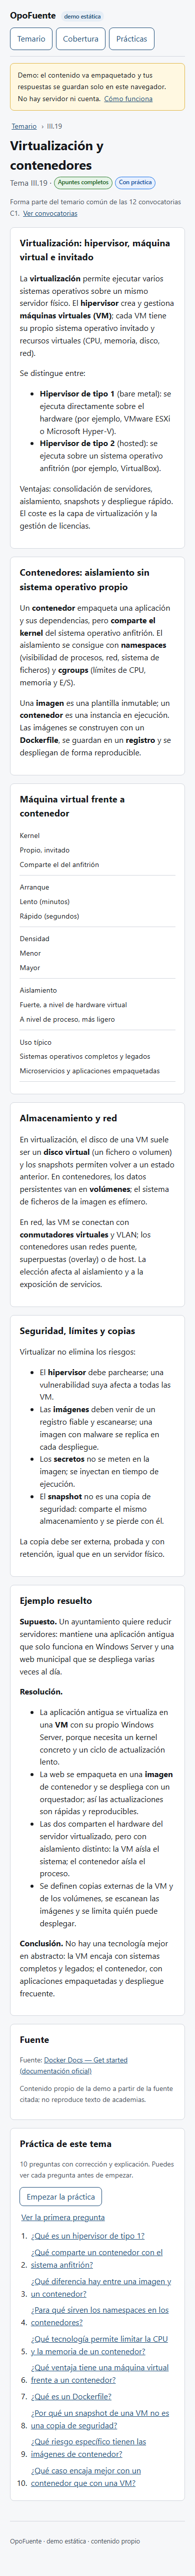 OpoFuente demo estática
Temario Cobertura Prácticas
Demo: el contenido va empaquetado y tus
respuestas se guardan solo en este navegador.
No hay servidor ni cuenta. Cómo funciona
Temario › III.19
Virtualización y
contenedores
Tema III.19 · Apuntes completos Con práctica
Forma parte del temario común de las 12 convocatorias
C1. Ver convocatorias
Virtualización: hipervisor, máquina
virtual e invitado
La virtualización permite ejecutar varios
sistemas operativos sobre un mismo
servidor físico. El hipervisor crea y gestiona
máquinas virtuales (VM); cada VM tiene
su propio sistema operativo invitado y
recursos virtuales (CPU, memoria, disco,
red).
Se distingue entre:
• Hipervisor de tipo 1 (bare metal): se
ejecuta directamente sobre el
hardware (por ejemplo, VMware ESXi
o Microsoft Hyper-V).
• Hipervisor de tipo 2 (hosted): se
ejecuta sobre un sistema operativo
anfitrión (por ejemplo, VirtualBox).
Ventajas: consolidación de servidores,
aislamiento, snapshots y despliegue rápido.
El coste es la capa de virtualización y la
gestión de licencias.
Contenedores: aislamiento sin
sistema operativo propio
Un contenedor empaqueta una aplicación
y sus dependencias, pero comparte el
kernel del sistema operativo anfitrión. El
aislamiento se consigue con namespaces
(visibilidad de procesos, red, sistema de
ficheros) y cgroups (límites de CPU,
memoria y E/S).
Una imagen es una plantilla inmutable; un
contenedor es una instancia en ejecución.
Las imágenes se construyen con un
Dockerfile, se guardan en un registro y se
despliegan de forma reproducible.
Máquina virtual frente a
contenedor
Kernel
Propio, invitado
Comparte el del anfitrión
Arranque
Lento (minutos)
Rápido (segundos)
Densidad
Menor
Mayor
Aislamiento
Fuerte, a nivel de hardware virtual
A nivel de proceso, más ligero
Uso típico
Sistemas operativos completos y legados
Microservicios y aplicaciones empaquetadas
Almacenamiento y red
En virtualización, el disco de una VM suele
ser un disco virtual (un fichero o volumen)
y los snapshots permiten volver a un estado
anterior. En contenedores, los datos
persistentes van en volúmenes; el sistema
de ficheros de la imagen es efímero.
En red, las VM se conectan con
conmutadores virtuales y VLAN; los
contenedores usan redes puente,
superpuestas (overlay) o de host. La
elección afecta al aislamiento y a la
exposición de servicios.
Seguridad, límites y copias
Virtualizar no elimina los riesgos:
• El hipervisor debe parchearse; una
vulnerabilidad suya afecta a todas las
VM.
• Las imágenes deben venir de un
registro fiable y escanearse; una
imagen con malware se replica en
cada despliegue.
• Los secretos no se meten en la
imagen; se inyectan en tiempo de
ejecución.
• El snapshot no es una copia de
seguridad: comparte el mismo
almacenamiento y se pierde con él.
La copia debe ser externa, probada y con
retención, igual que en un servidor físico.
Ejemplo resuelto
Supuesto. Un ayuntamiento quiere reducir
servidores: mantiene una aplicación antigua
que solo funciona en Windows Server y una
web municipal que se despliega varias
veces al día.
Resolución.
• La aplicación antigua se virtualiza en
una VM con su propio Windows
Server, porque necesita un kernel
concreto y un ciclo de actualización
lento.
• La web se empaqueta en una imagen
de contenedor y se despliega con un
orquestador; así las actualizaciones
son rápidas y reproducibles.
• Las dos comparten el hardware del
servidor virtualizado, pero con
aislamiento distinto: la VM aísla el
sistema; el contenedor aísla el
proceso.
• Se definen copias externas de la VM y
de los volúmenes, se escanean las
imágenes y se limita quién puede
desplegar.
Conclusión. No hay una tecnología mejor
en abstracto: la VM encaja con sistemas
completos y legados; el contenedor, con
aplicaciones empaquetadas y despliegue
frecuente.
Fuente
Fuente: Docker Docs — Get started
(documentación oficial)
Contenido propio de la demo a partir de la fuente
citada; no reproduce texto de academias.
Práctica de este tema
10 preguntas con corrección y explicación. Puedes
ver cada pregunta antes de empezar.
Empezar la práctica
Ver la primera pregunta
1. ¿Qué es un hipervisor de tipo 1?
2. ¿Qué comparte un contenedor con el
sistema anfitrión?
3. ¿Qué diferencia hay entre una imagen y
un contenedor?
4. ¿Para qué sirven los namespaces en los
contenedores?
5. ¿Qué tecnología permite limitar la CPU
y la memoria de un contenedor?
6. ¿Qué ventaja tiene una máquina virtual
frente a un contenedor?
7. ¿Qué es un Dockerfile?
8. ¿Por qué un snapshot de una VM no es
una copia de seguridad?
9. ¿Qué riesgo específico tienen las
imágenes de contenedor?
10. ¿Qué caso encaja mejor con un
contenedor que con una VM?
OpoFuente · demo estática · contenido propio